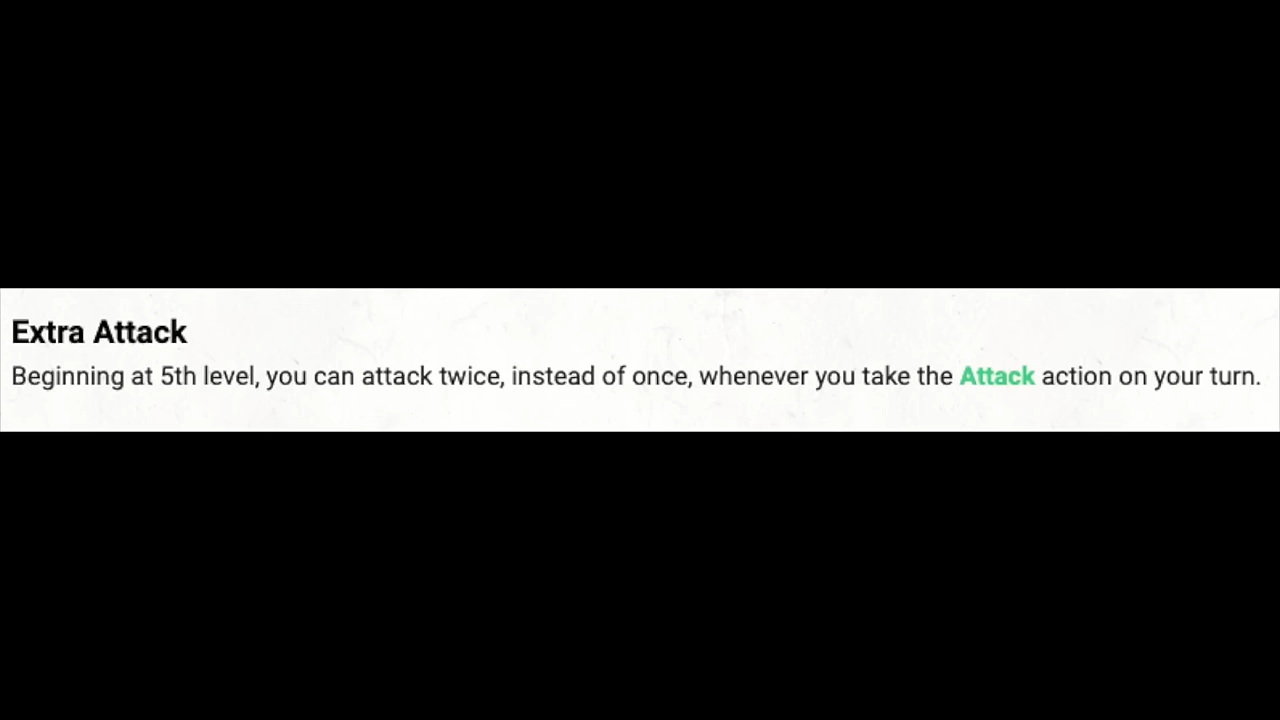 Extra Attack
Beginning at 5th level, you can attack twice, instead of once, whenever you take the Attack action on your turn.